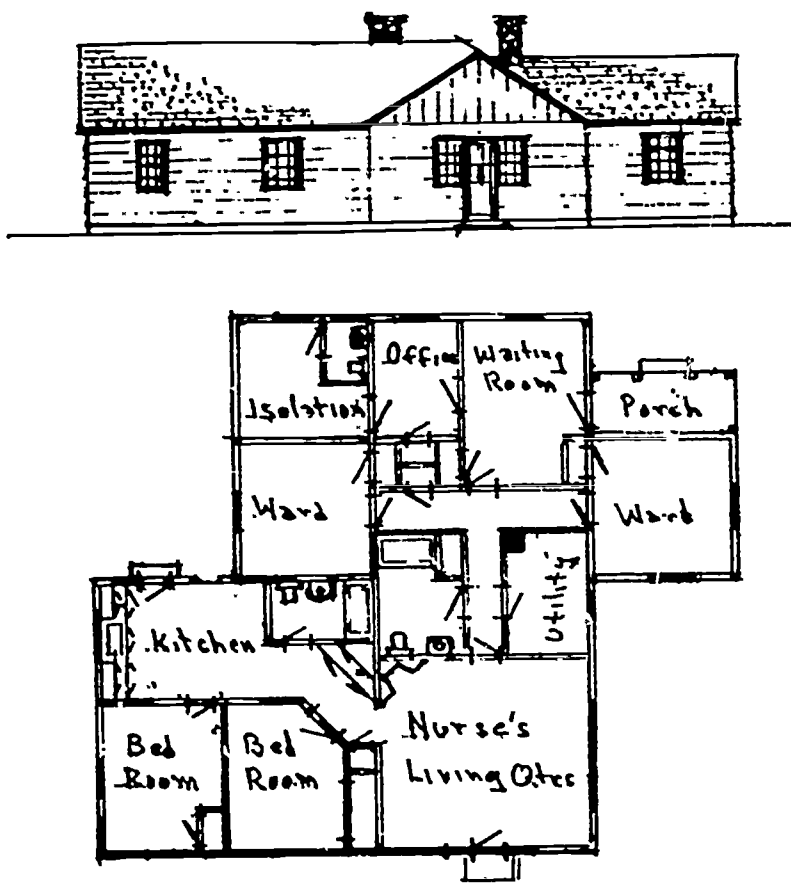 Office
Waiting
Room
Isolation
Porch
Ward
Ward
Utility
Kitchen
Bed
Room
Bed
Room
Nurse's
Living Qtrs